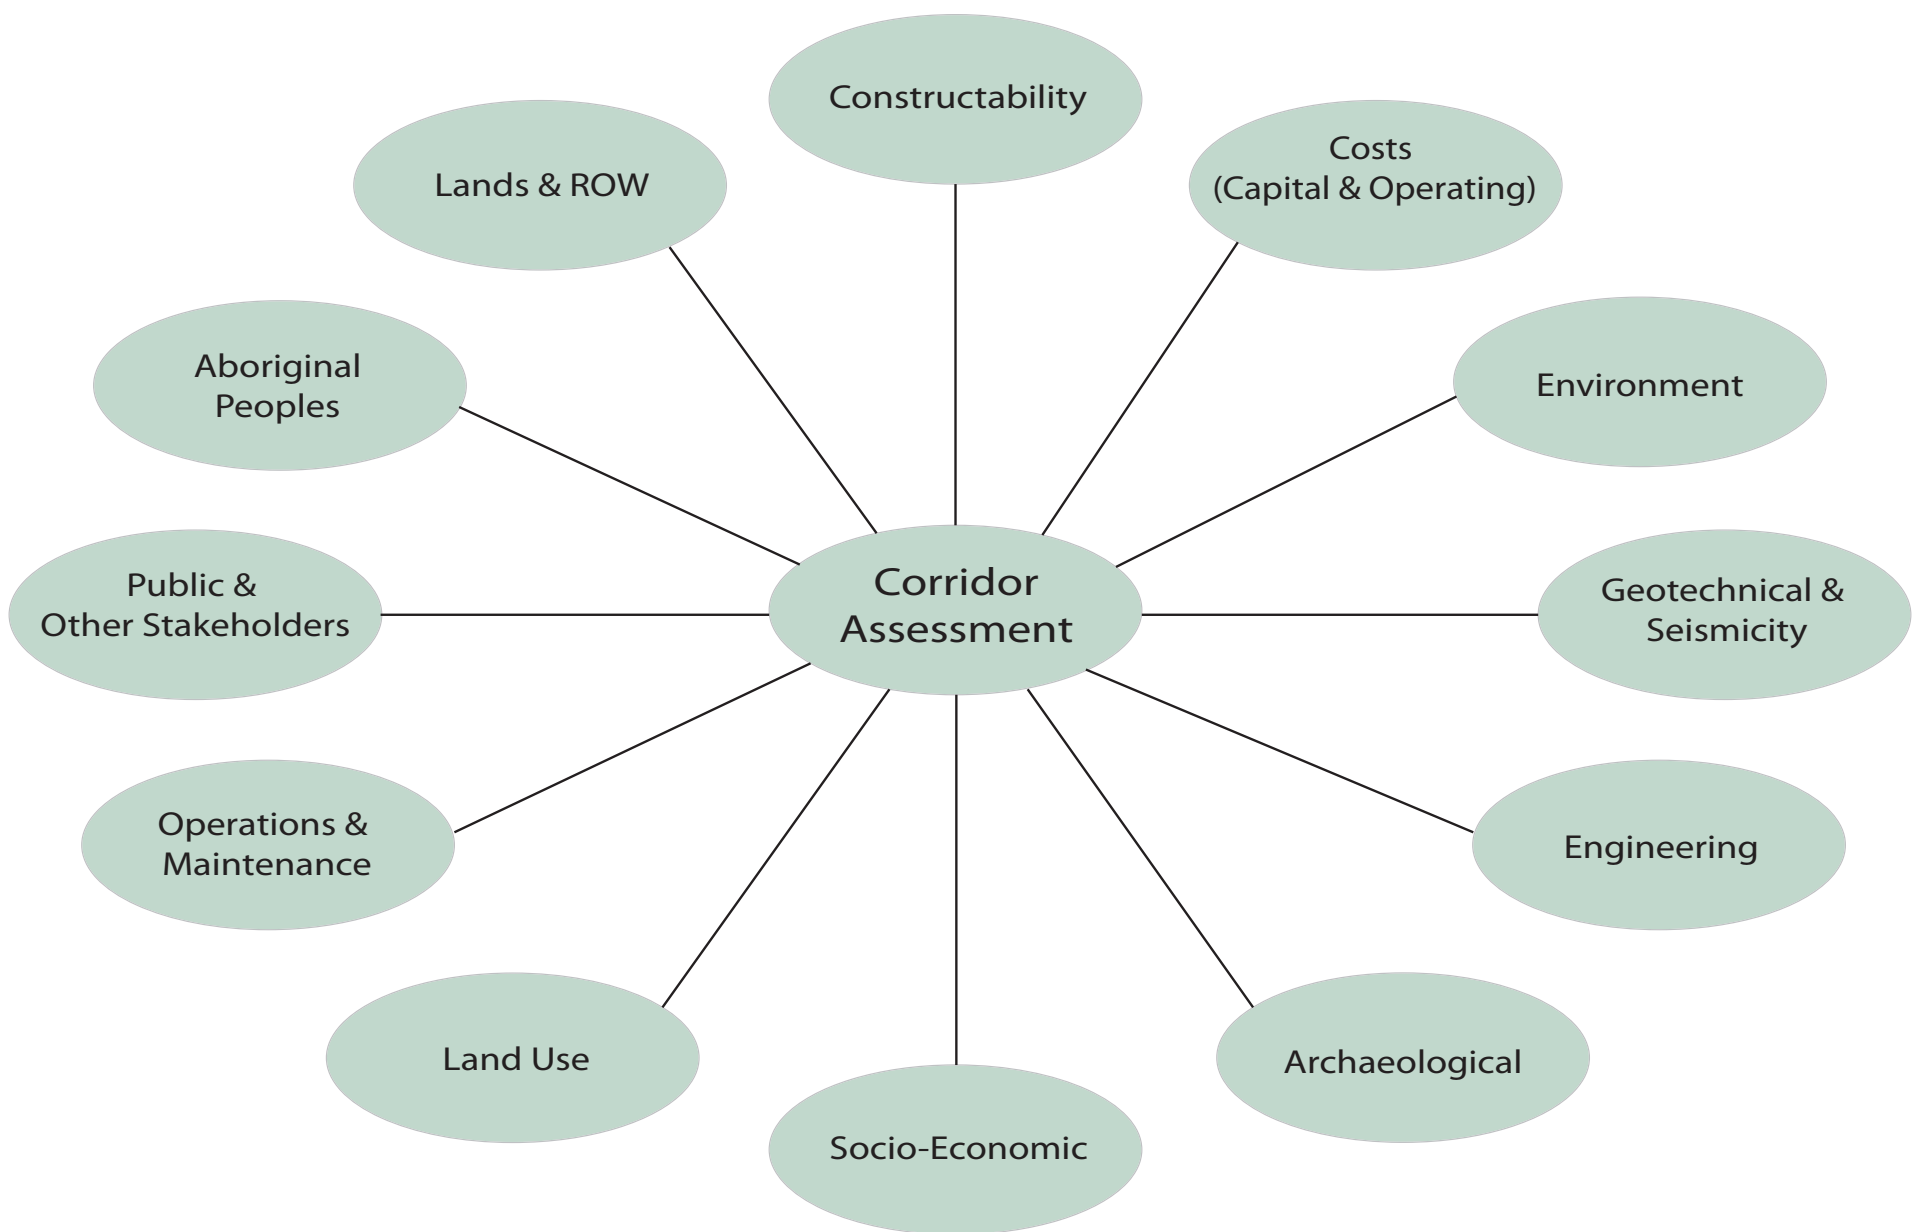 Constructability
Costs
(Capital & Operating)
Lands & ROW
Environment
Aboriginal
Peoples
Corridor
Assessment
Public &
Other Stakeholders
Geotechnical &
Seismicity
Operations &
Maintenance
Engineering
Land Use
Archaeological
Socio-Economic